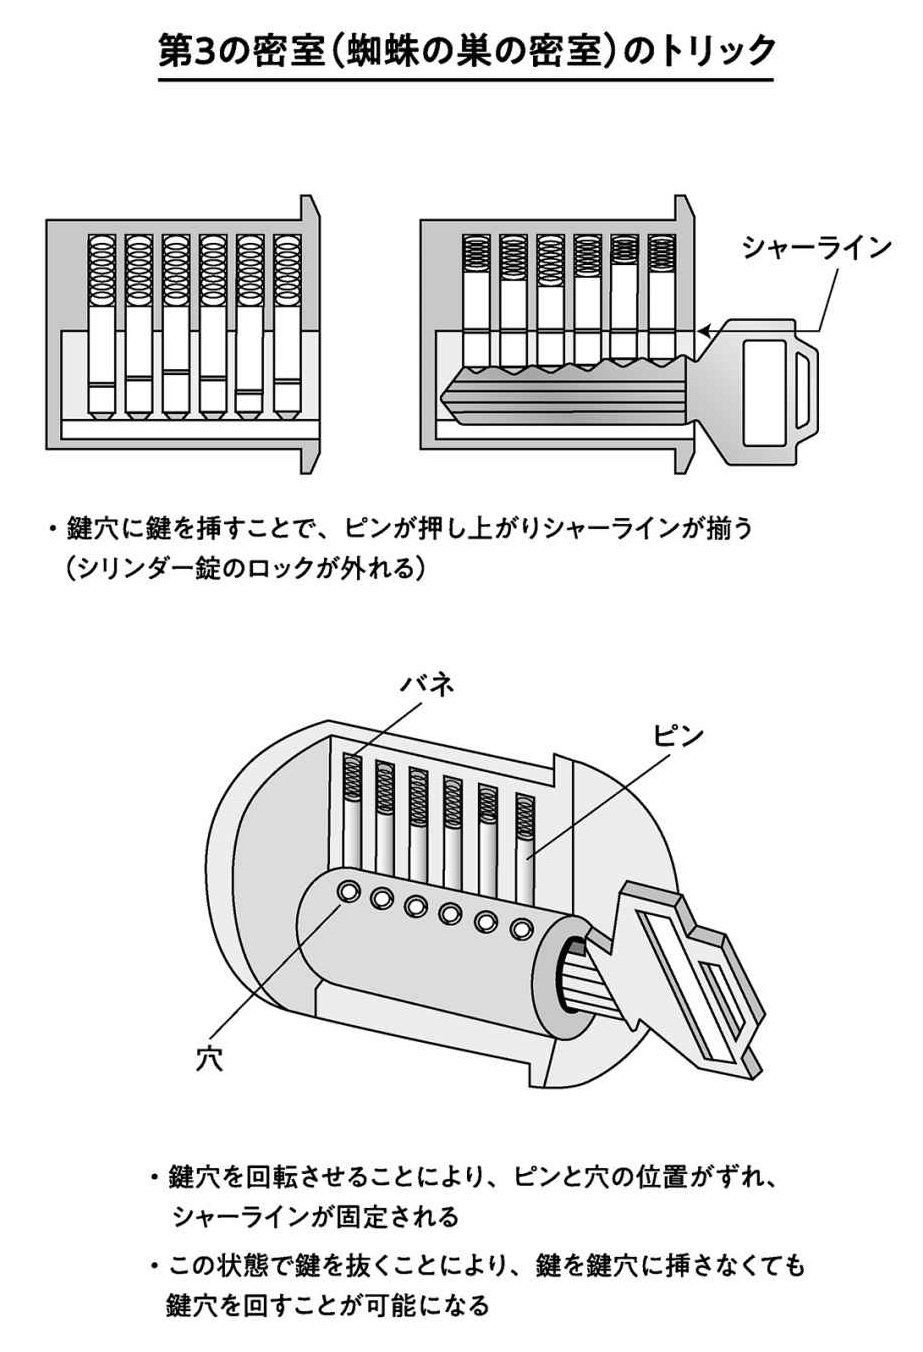 第3の密室（蜘蛛の巣の密室）のトリック
シャーライン
・鍵穴に鍵を挿すことで、ピンが押し上がりシャーラインが揃う
（シリンダー錠のロックが外れる）
バネ
ピン
穴
・鍵穴を回転させることにより、ピンと穴の位置がずれ、
シャーラインが固定される
・この状態で鍵を抜くことにより、鍵を鍵穴に挿さなくても
鍵穴を回すことが可能になる